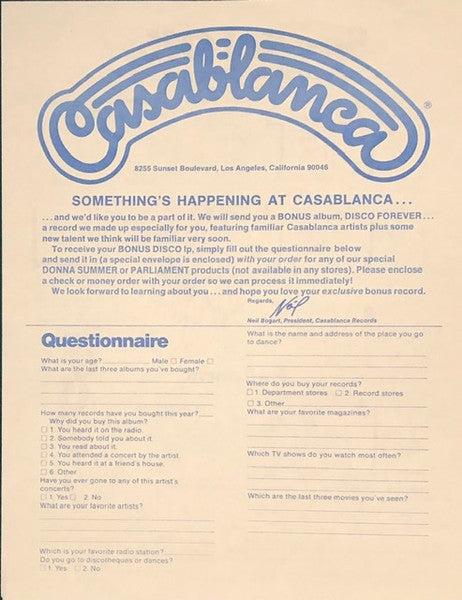 Casablanca ®
8255 Sunset Boulevard, Los Angeles, California 90046
SOMETHING'S HAPPENING AT CASABLANCA...
...and we'd like you to be a part of it. We will send you a BONUS album, DISCO FOREVER...
a record we made up especially for you, featuring familiar Casablanca artists plus some
new talent we think will be familiar very soon.
To receive your BONUS DISCO lp, simply fill out the questionnaire below
and send it in (a special envelope is enclosed) with your order for any of our special
DONNA SUMMER or PARLIAMENT products (not available in any stores). Please enclose
a check or money order with your order so we can process it immediately!
We look forward to learning about you...and hope you love your exclusive bonus record.
Regards,
Neil
Neil Bogart, President, Casablanca Records
Questionnaire
What is your age? Male □ Female □
What are the last three albums you've bought?
How many records have you bought this year?
Why did you buy this album?
□ 1. You heard it on the radio.
□ 2. Somebody told you about it.
□ 3. You read about it.
□ 4. You attended a concert by the artist.
□ 5. You heard it at a friend's house.
□ 6. Other
Have you ever gone to any of this artist's
concerts?
□ 1. Yes □ 2. No
What are your favorite artists?
Which is your favorite radio station?
Do you go to discotheques or dances?
□ 1. Yes □ 2. No
What is the name and address of the place you go
to dance?
Where do you buy your records?
□ 1. Department stores □ 2. Record stores
□ 3. Other
What are your favorite magazines?
Which TV shows do you watch most often?
Which are the last three movies you've seen?